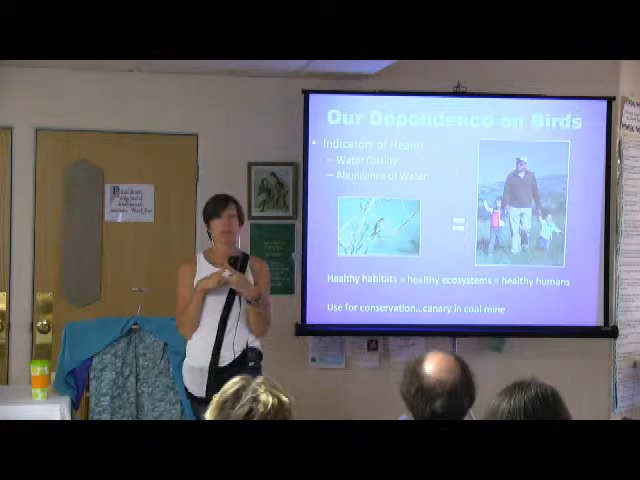 Our Dependence on Birds
• Indicators of Health
– Water Quality
– Abundance of Water
=
Healthy habitats = healthy ecosystems = healthy humans
Use for conservation...canary in coal mine